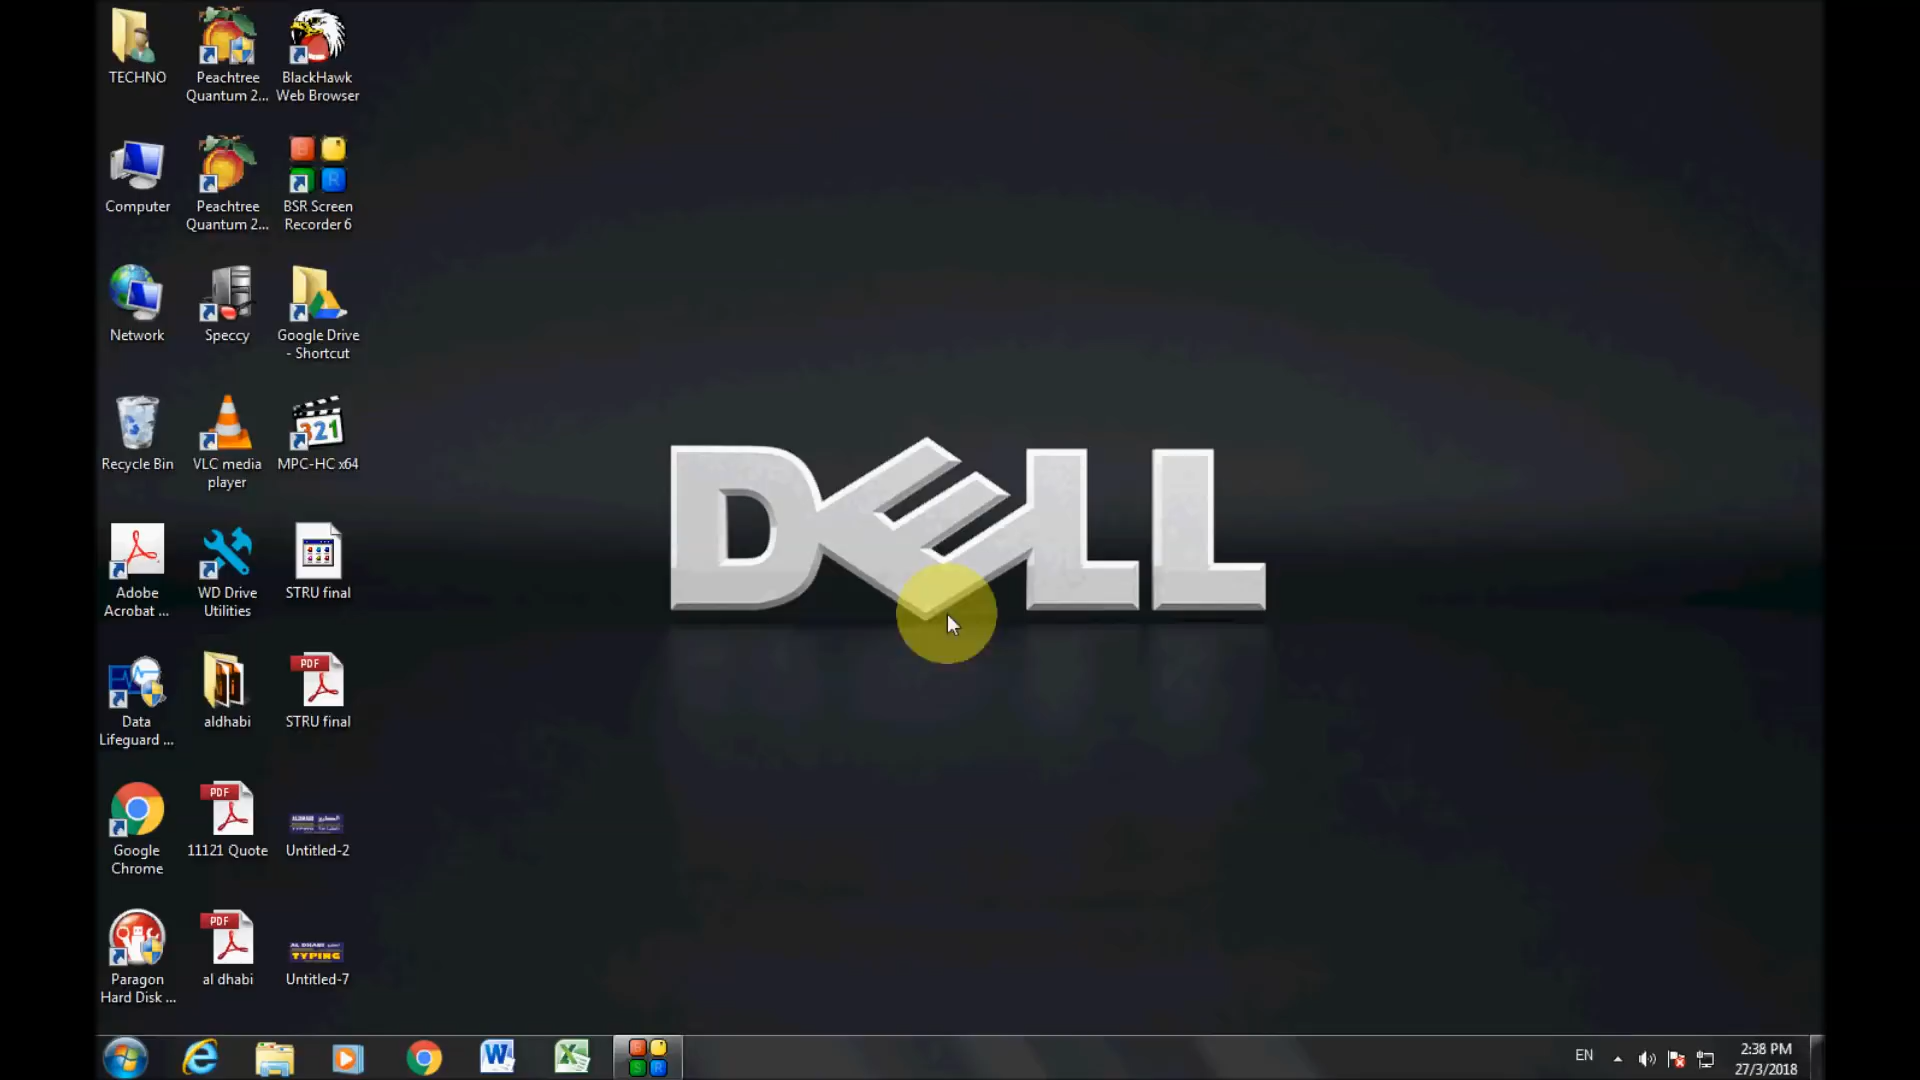 TECHNO
Peachtree
Quantum 2...
BlackHawk
Web Browser
Computer
Peachtree
Quantum 2...
BSR Screen
Recorder 6
Network
Speccy
Google Drive
- Shortcut
Recycle Bin
VLC media
player
321
MPC-HC x64
Adobe
Acrobat ...
WD Drive
Utilities
STRU final
Data
Lifeguard ...
aldhabi
PDF
STRU final
Google
Chrome
PDF
11121 Quote
Untitled-2
Paragon
Hard Disk ...
PDF
al dhabi
TYPING
Untitled-7
DELL
EN
2:38 PM
27/3/2018